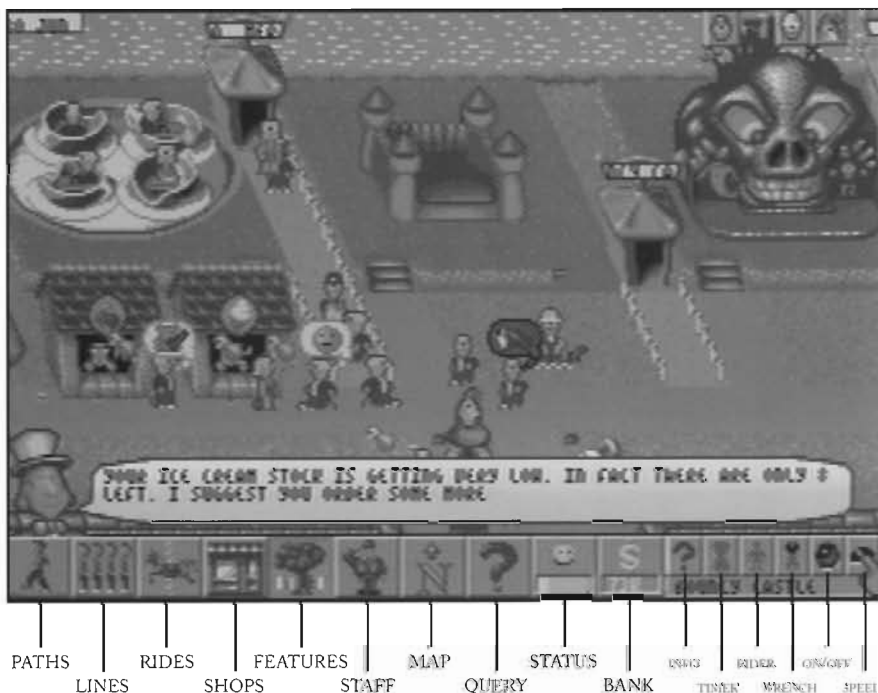 YOUR ICE CREAM STOCK IS GETTING VERY LOW. IN FACT THERE ARE ONLY 8
LEFT. I SUGGEST YOU ORDER SOME MORE
BOUNCY CASTLE
PATHS RIDES FEATURES MAP STATUS INFO RIDER ON/OFF
LINES SHOPS STAFF QUERY BANK TIMER WRENCH SPEED